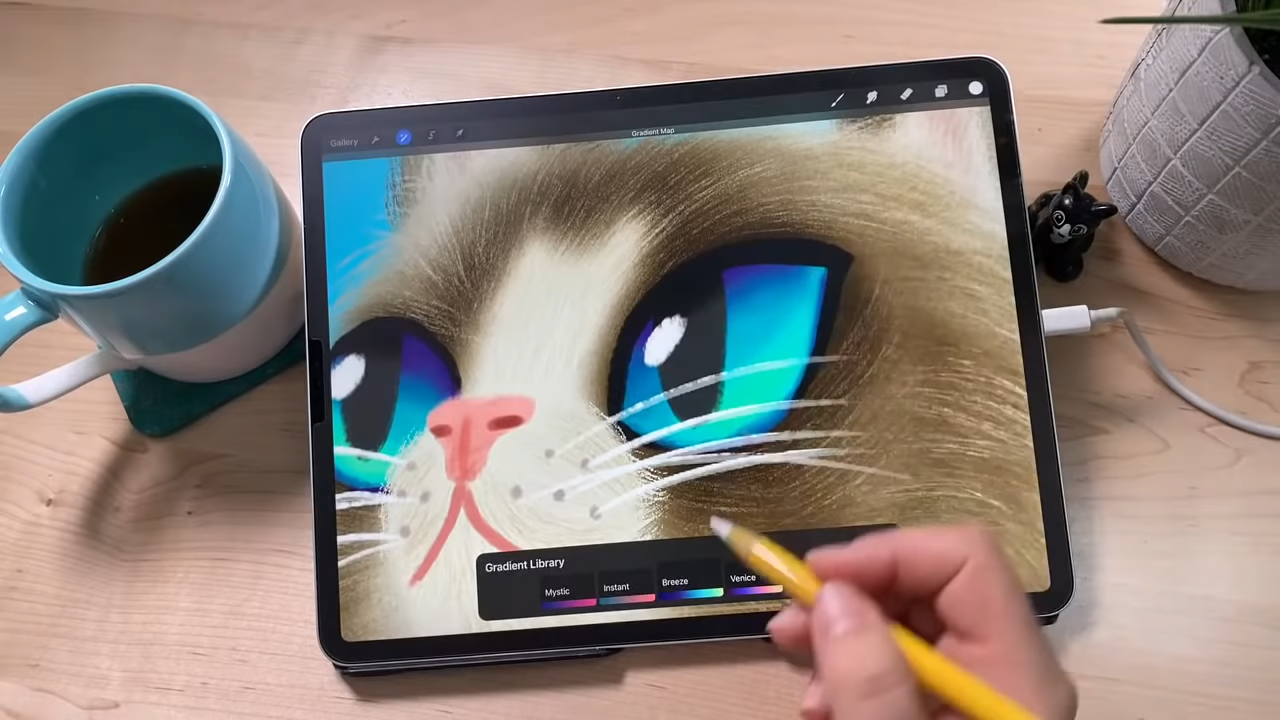 Gallery
Gradient Map
Gradient Library
Mystic
Instant
Breeze
Venice